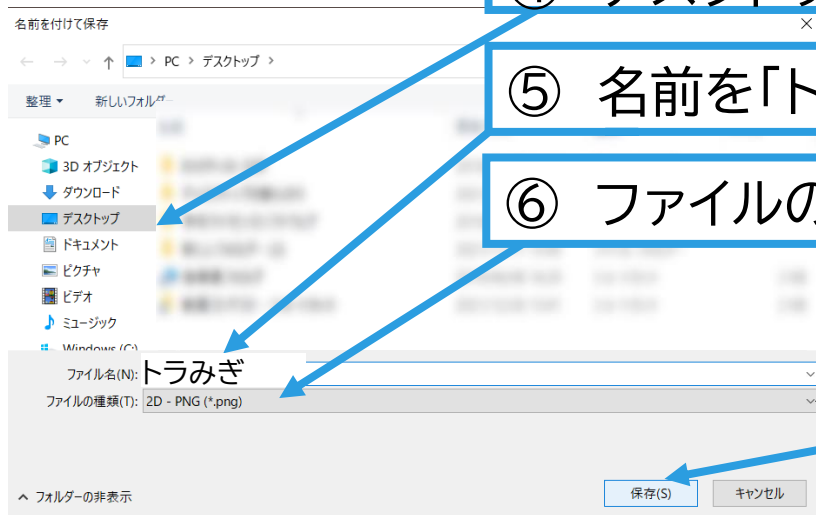 名前を付けて保存
PC > デスクトップ >
⑤ 名前を「ト
整理 新しいフォルダー
PC
3D オブジェクト
ダウンロード
⑥ ファイルの
デスクトップ
ドキュメント
ピクチャ
ビデオ
ミュージック
Windows (C:)
ファイル名(N): トラみぎ
ファイルの種類(T): 2D - PNG (*.png)
フォルダーの非表示
保存(S) キャンセル